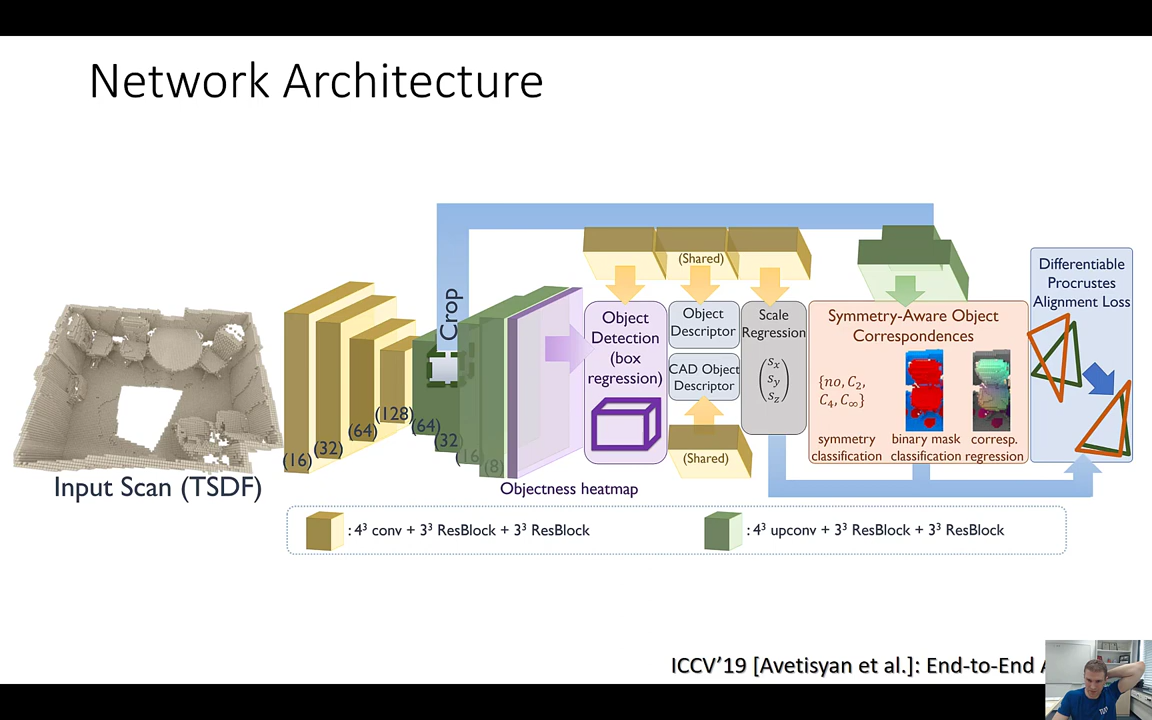 Network Architecture
Crop
(Shared)
Object
Detection
(box
regression)
Object
Descriptor
CAD Object
Descriptor
(Shared)
Scale
Regression
(sx
sy
sz)
Symmetry-Aware Object
Correspondences
{no, C2,
C4, C∞}
symmetry
classification
binary mask
classification
corresp.
regression
Differentiable
Procrustes
Alignment Loss
(16)
(32)
(64)
(128)
(64)
(32)
(16)
(8)
Input Scan (TSDF)
Objectness heatmap
: 4³ conv + 3³ ResBlock + 3³ ResBlock
: 4³ upconv + 3³ ResBlock + 3³ ResBlock
ICCV'19 [Avetisyan et al.]: End-to-End